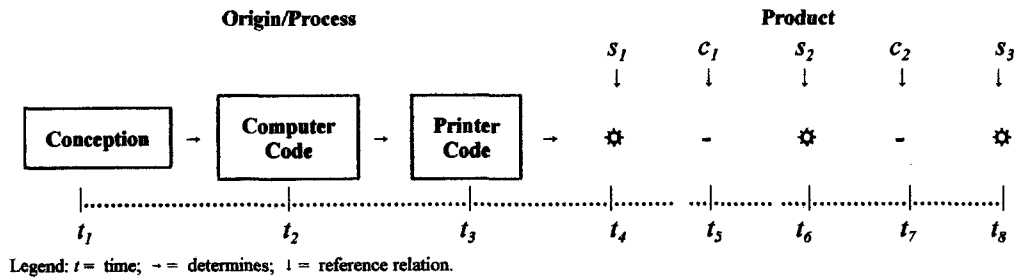 Origin/Process Product
s1 c1 s2 c2 s3
↓ ↓ ↓ ↓ ↓
Conception → Computer Code → Printer Code → ☼ - ☼ - ☼
t1 t2 t3 t4 t5 t6 t7 t8
Legend: t = time; → = determines; ↓ = reference relation.